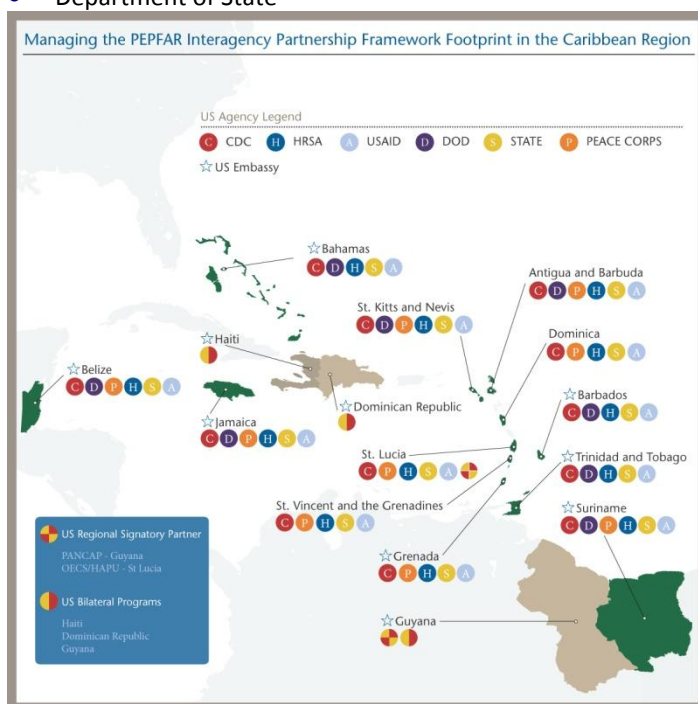 Department of State
Managing the PEPFAR Interagency Partnership Framework Footprint in the Caribbean Region
US Agency Legend
C CDC H HRSA A USAID D DOD S STATE P PEACE CORPS
☆ US Embassy
☆ Bahamas
C D H S A
Antigua and Barbuda
C D P H S A
St. Kitts and Nevis
C D P H S A
Dominica
C P H S A
☆ Haiti
☆ Belize
C D P H S A
☆ Dominican Republic
☆ Barbados
C D H S A
☆ Jamaica
C D P H S A
St. Lucia
C P H S A
☆ Trinidad and Tobago
C D H S A
St. Vincent and the Grenadines
C P H S A
☆ Suriname
C D P H S A
☆ Grenada
C P H S A
☆ Guyana
US Regional Signatory Partner
PANCAP - Guyana
OECS/HAPU - St Lucia
US Bilateral Programs
Haiti
Dominican Republic
Guyana